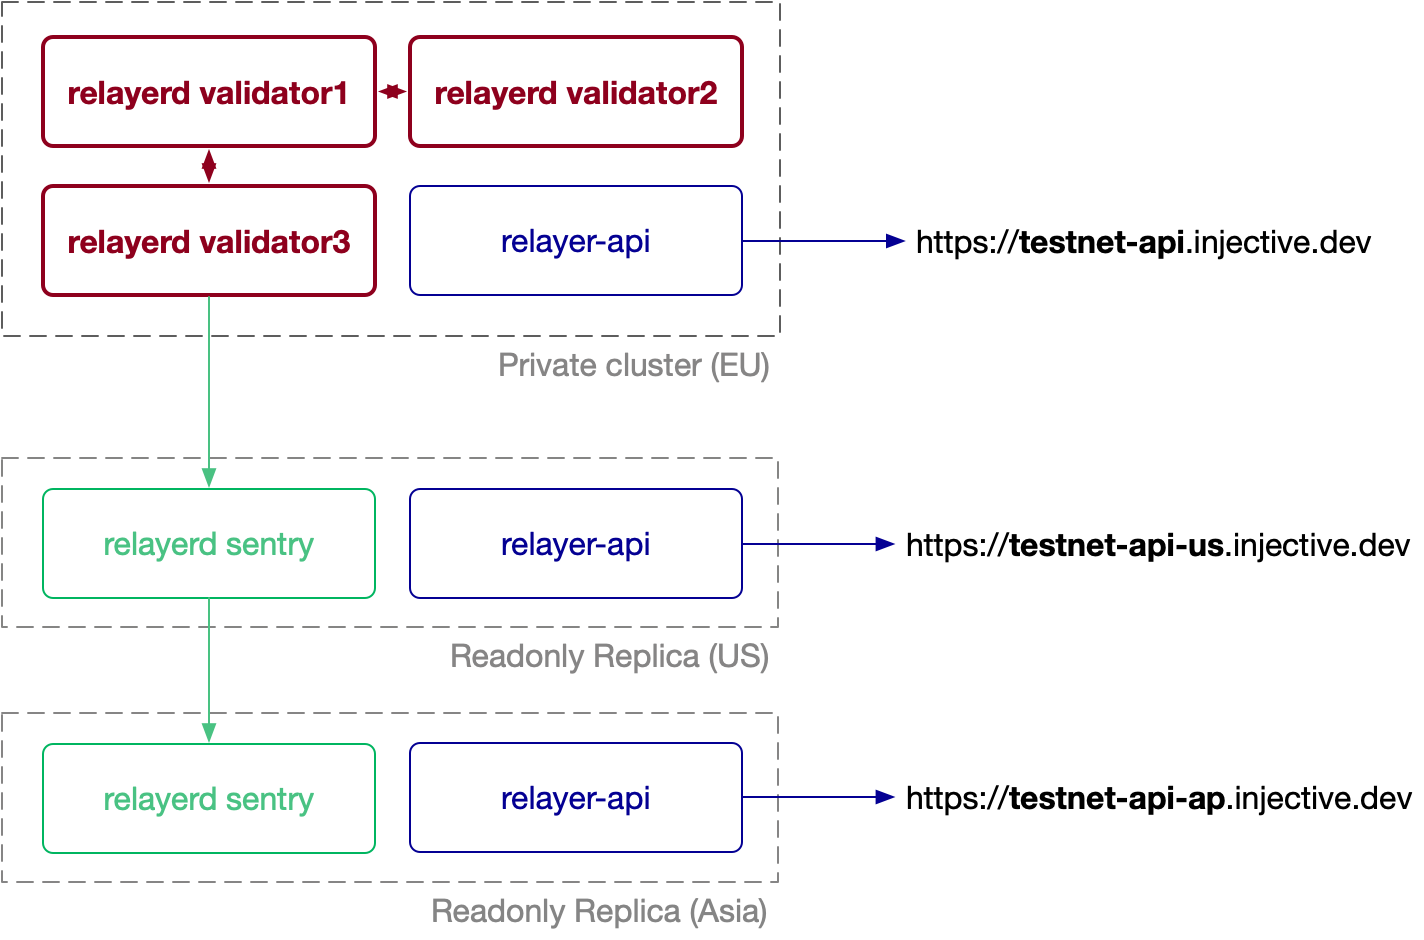 relayerd validator1
relayerd validator2
relayerd validator3
relayer-api
https://testnet-api.injective.dev
Private cluster (EU)
relayerd sentry
relayer-api
https://testnet-api-us.injective.dev
Readonly Replica (US)
relayerd sentry
relayer-api
https://testnet-api-ap.injective.dev
Readonly Replica (Asia)